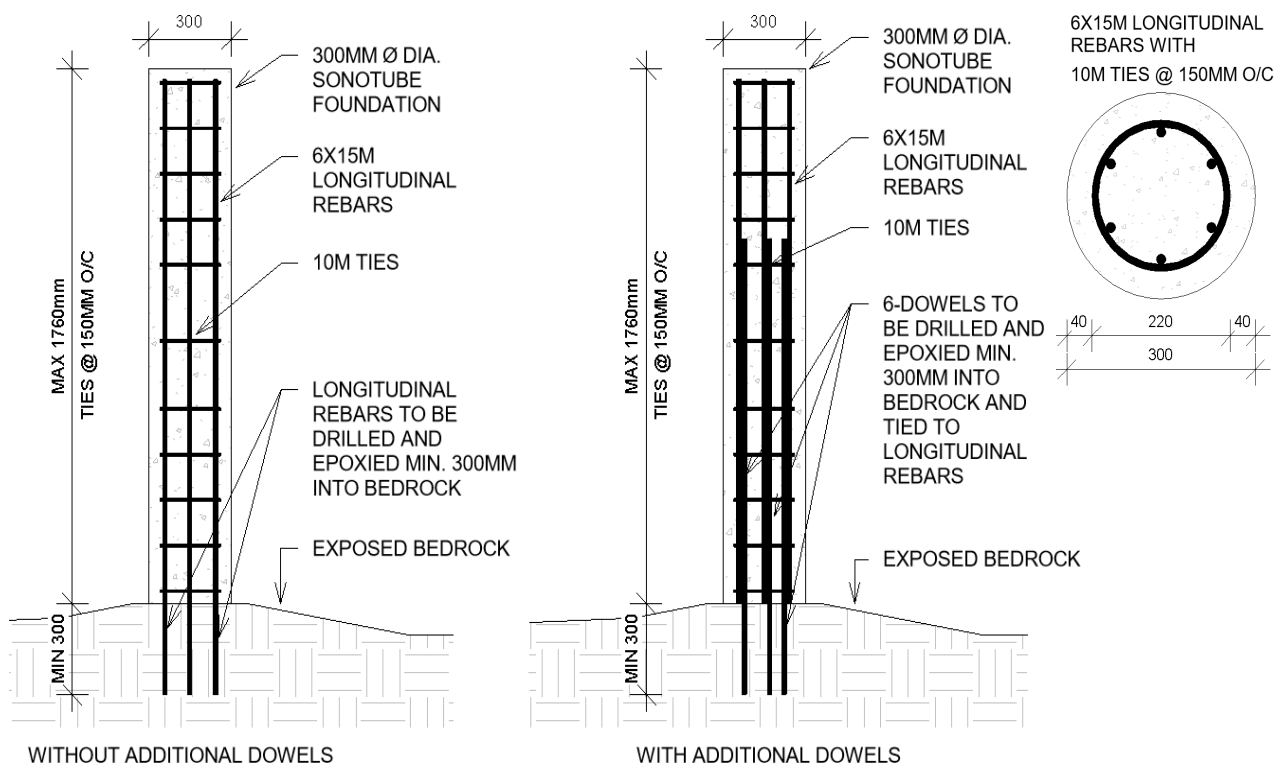 300
300MM Ø DIA.
SONOTUBE
FOUNDATION
6X15M
LONGITUDINAL
REBARS
10M TIES
MAX 1760mm
TIES @ 150MM O/C
LONGITUDINAL
REBARS TO BE
DRILLED AND
EPOXIED MIN. 300MM
INTO BEDROCK
EXPOSED BEDROCK
MIN 300
WITHOUT ADDITIONAL DOWELS
300
300MM Ø DIA.
SONOTUBE
FOUNDATION
6X15M
LONGITUDINAL
REBARS
10M TIES
MAX 1760mm
TIES @ 150MM O/C
6-DOWELS TO
BE DRILLED AND
EPOXIED MIN.
300MM INTO
BEDROCK AND
TIED TO
LONGITUDINAL
REBARS
EXPOSED BEDROCK
MIN 300
WITH ADDITIONAL DOWELS
6X15M LONGITUDINAL
REBARS WITH
10M TIES @ 150MM O/C
40 220 40
300